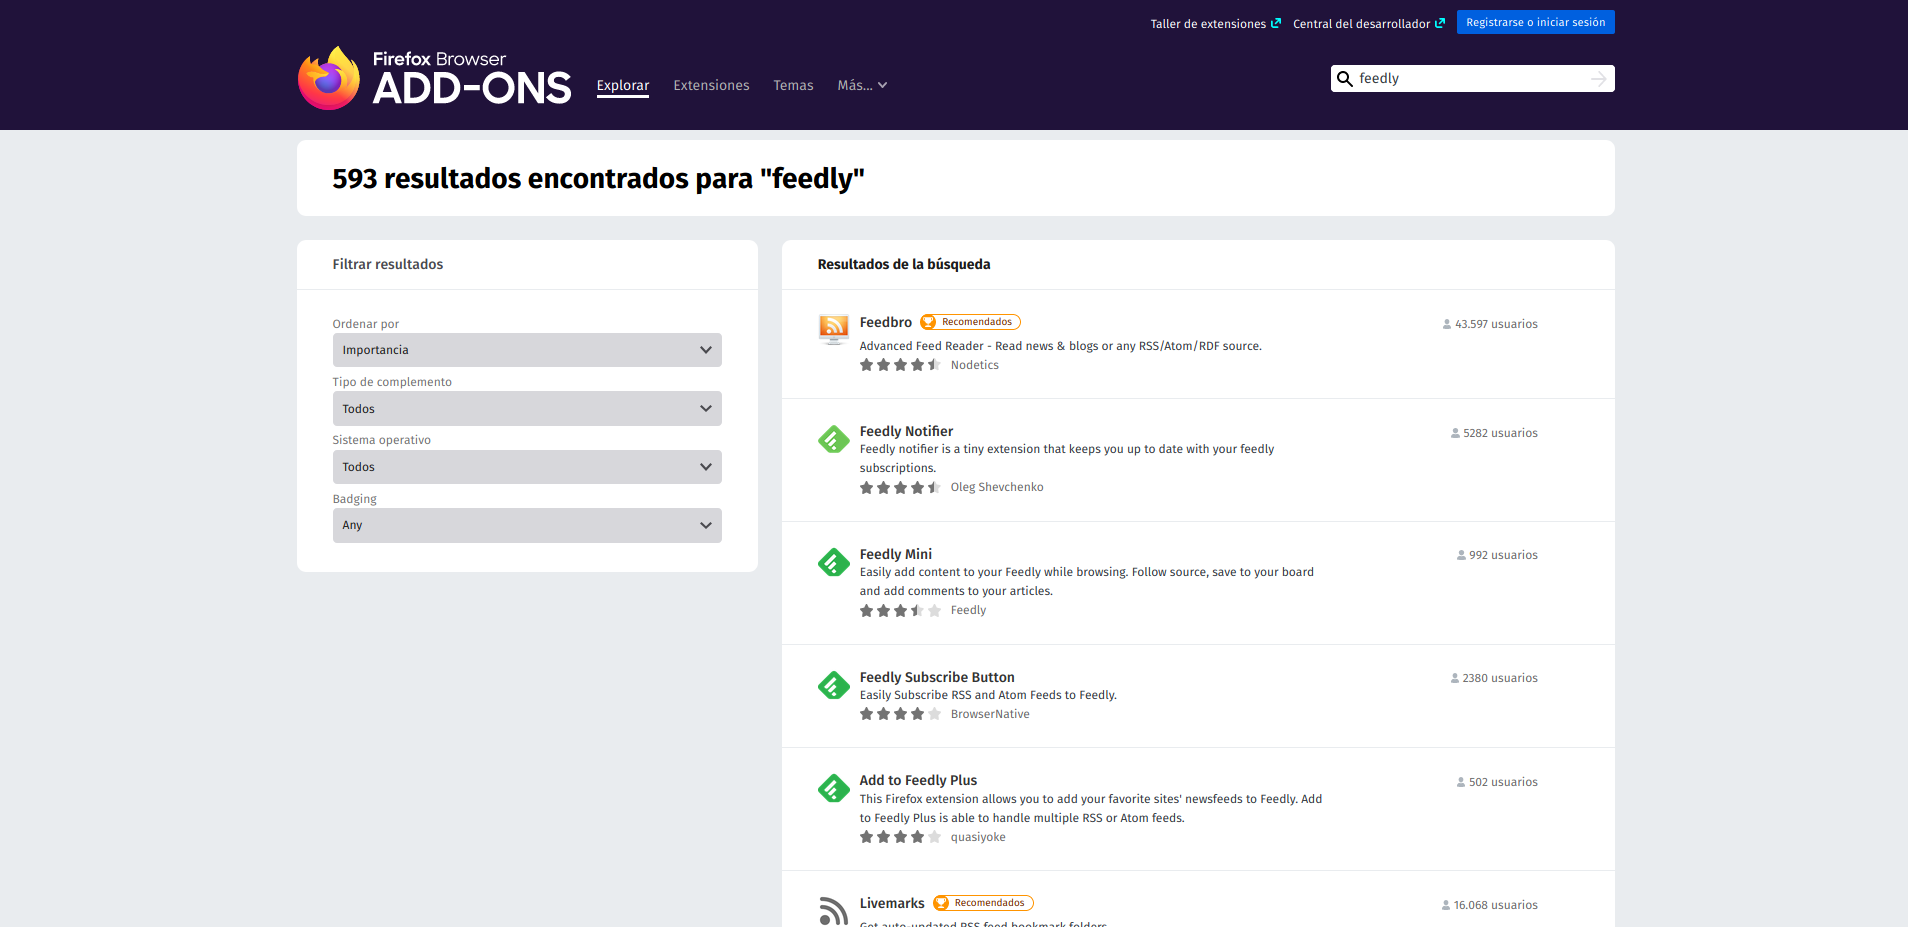 Taller de extensiones
Central del desarrollador
Registrarse o iniciar sesión
Firefox Browser
ADD-ONS
Explorar
Extensiones
Temas
Más...
feedly
593 resultados encontrados para "feedly"
Filtrar resultados
Ordenar por
Importancia
Tipo de complemento
Todos
Sistema operativo
Todos
Badging
Any
Resultados de la búsqueda
Feedbro
Recomendados
43.597 usuarios
Advanced Feed Reader - Read news & blogs or any RSS/Atom/RDF source.
Nodetics
Feedly Notifier
5282 usuarios
Feedly notifier is a tiny extension that keeps you up to date with your feedly
subscriptions.
Oleg Shevchenko
Feedly Mini
992 usuarios
Easily add content to your Feedly while browsing. Follow source, save to your board
and add comments to your articles.
Feedly
Feedly Subscribe Button
2380 usuarios
Easily Subscribe RSS and Atom Feeds to Feedly.
BrowserNative
Add to Feedly Plus
502 usuarios
This Firefox extension allows you to add your favorite sites' newsfeeds to Feedly. Add
to Feedly Plus is able to handle multiple RSS or Atom feeds.
quasiyoke
Livemarks
Recomendados
16.068 usuarios
Get auto-updated RSS feed bookmark folders.